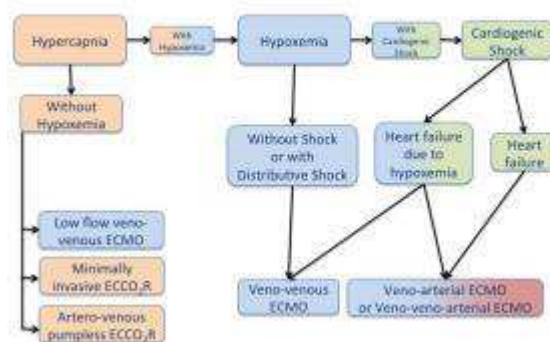 Hypercapnia
With
Hypoxemia
Hypoxemia
With
Cardiogenic
Shock
Cardiogenic
Shock
Without
Hypoxemia
Without Shock
or with
Distributive Shock
Heart failure
due to
hypoxemia
Heart
failure
Low flow veno-
venous ECMO
Minimally
invasive ECCO₂R
Artero-venous
pumpless ECCO₂R
Veno-venous
ECMO
Veno-arterial ECMO
or Veno-veno-arterial ECMO